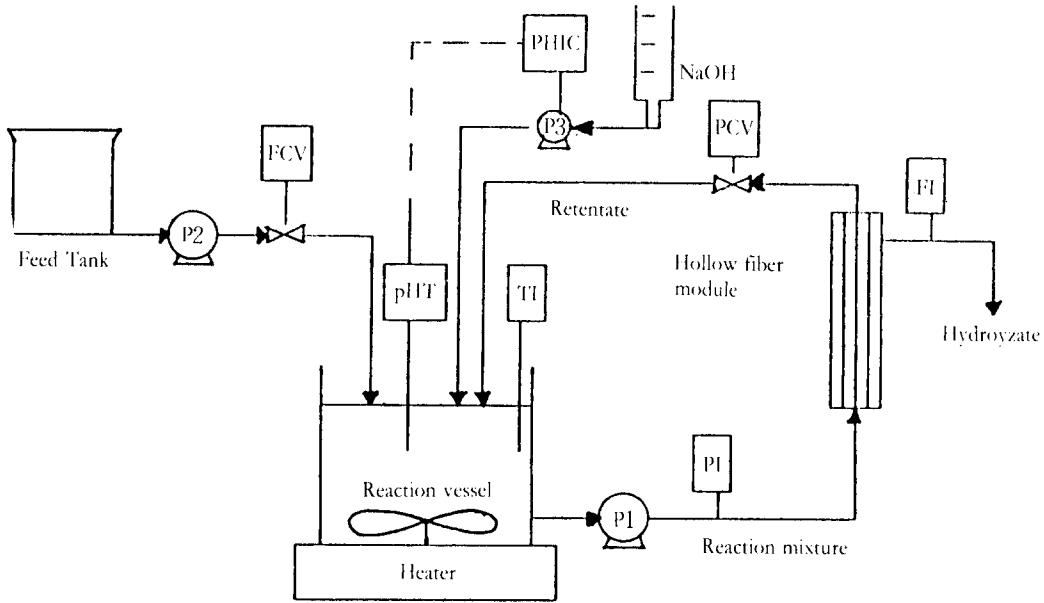 PHIC
NaOH
P3
PCV
FCV
FI
Retentate
P2
Feed Tank
Hollow fiber
module
pHT
TI
Hydroyzate
PI
Reaction vessel
P1
Reaction mixture
Heater